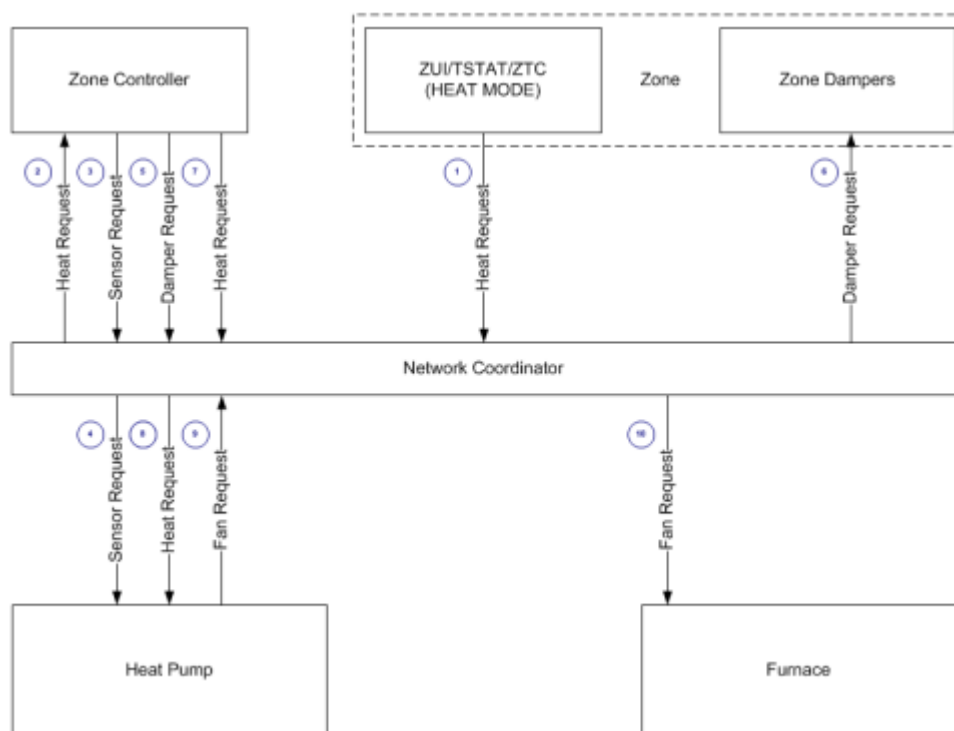 Zone Controller
ZUI/TSTAT/ZTC
(HEAT MODE)
Zone
Zone Dampers
2
3
5
7
1
6
Heat Request
Sensor Request
Damper Request
Heat Request
Heat Request
Damper Request
Network Coordinator
4
8
9
10
Sensor Request
Heat Request
Fan Request
Fan Request
Heat Pump
Furnace